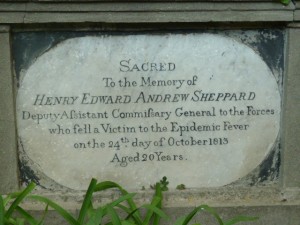 SACRED
To the Memory of
HENRY EDWARD ANDREW SHEPPARD
Deputy Aſsistant Commiſsary General to the Forces
who fell a Victim to the Epidemic Fever
on the 24th day of October 1813
Aged 20 Years.